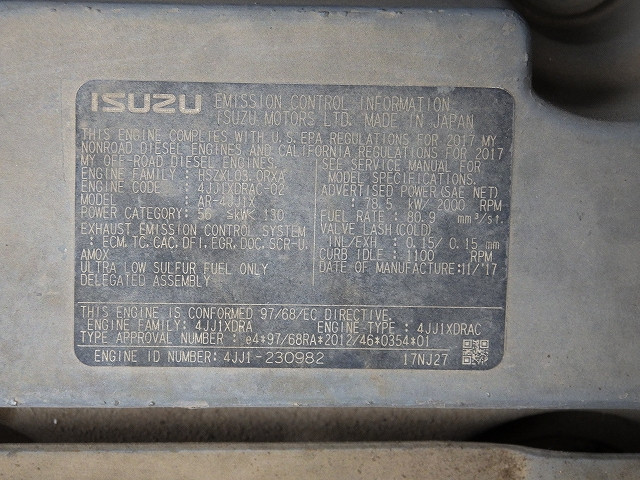 ISUZU EMISSION CONTROL INFORMATION
ISUZU MOTORS LTD. MADE IN JAPAN
THIS ENGINE COMPLIES WITH U.S. EPA REGULATIONS FOR 2017 MY
NONROAD DIESEL ENGINES AND CALIFORNIA REGULATIONS FOR 2017
MY OFF-ROAD DIESEL ENGINES. SEE SERVICE MANUAL FOR
ENGINE FAMILY : HSZXL03.0RXA MODEL SPECIFICATIONS.
ENGINE CODE : 4JJ1XDRAC-02 ADVERTISED POWER(SAE NET)
MODEL : AR-4JJ1X : 78.5 kW/ 2000 RPM
POWER CATEGORY: 56 ≤kW≤ 130 FUEL RATE : 80.9 mm³/st.
EXHAUST EMISSION CONTROL SYSTEM VALVE LASH(COLD)
: ECM, TC, CAC, DFI, EGR, DOC, SCR-U, INL/EXH : 0.15/ 0.15 mm
AMOX CURB IDLE : 1100 RPM
ULTRA LOW SULFUR FUEL ONLY DATE OF MANUFACTURE:11/'17
DELEGATED ASSEMBLY
THIS ENGINE IS CONFORMED 97/68/EC DIRECTIVE.
ENGINE FAMILY: 4JJ1XDRA ENGINE-TYPE : 4JJ1XDRAC
TYPE APPROVAL NUMBER : e4*97/68RA*2012/46*0354*01
ENGINE ID NUMBER: 4JJ1-230982 17NJ27